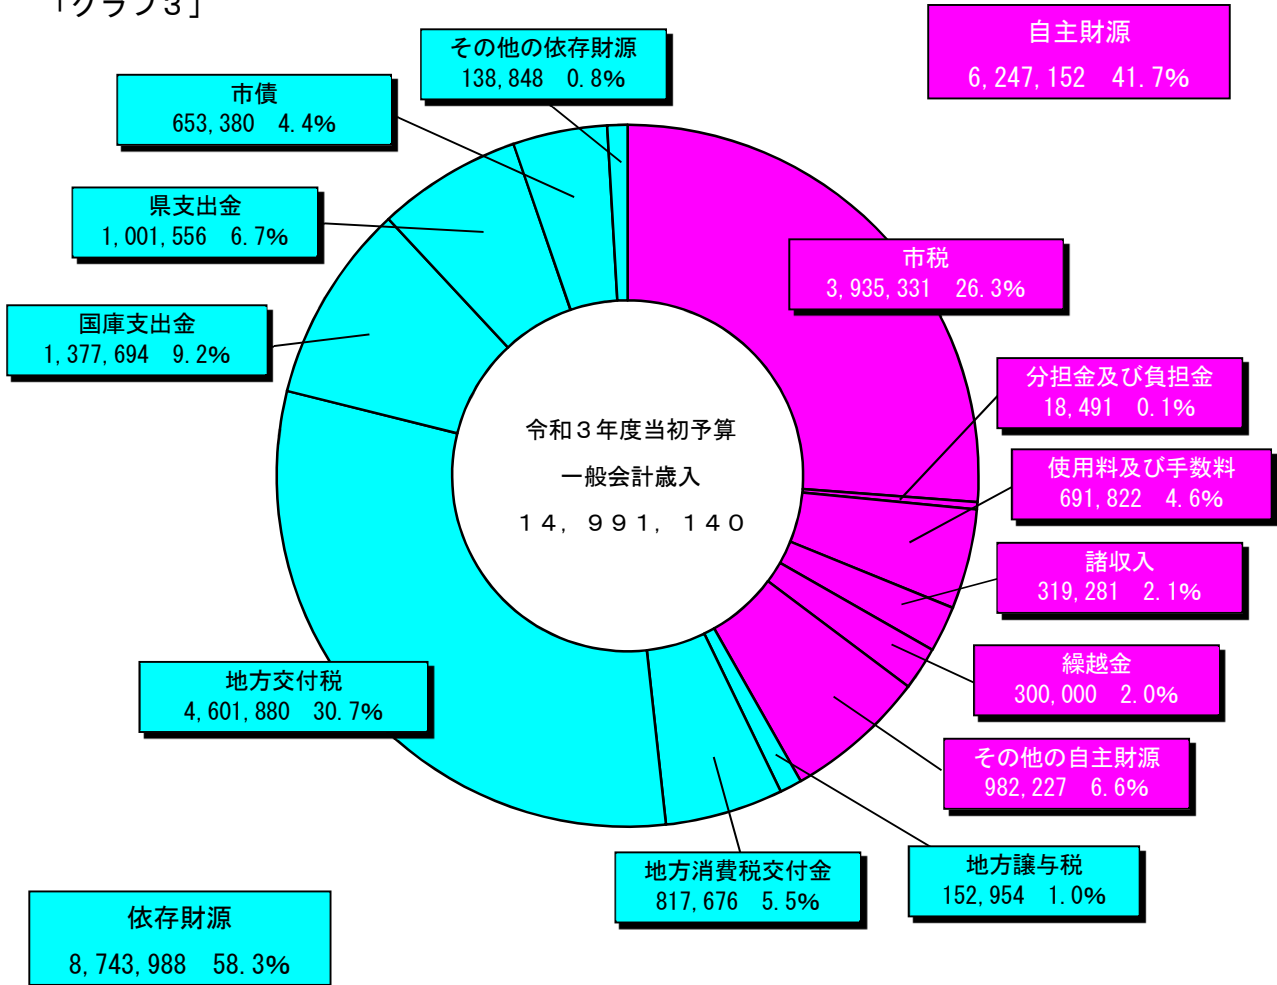 「グラフ3］
その他の依存財源
138,848 0.8%
自主財源
6,247,152 41.7%
市債
653,380 4.4%
県支出金
1,001,556 6.7%
市税
3,935,331 26.3%
国庫支出金
1,377,694 9.2%
分担金及び負担金
18,491 0.1%
令和3年度当初予算
一般会計歳入
14,991,140
使用料及び手数料
691,822 4.6%
諸収入
319,281 2.1%
繰越金
300,000 2.0%
地方交付税
4,601,880 30.7%
その他の自主財源
982,227 6.6%
地方消費税交付金
817,676 5.5%
地方譲与税
152,954 1.0%
依存財源
8,743,988 58.3%